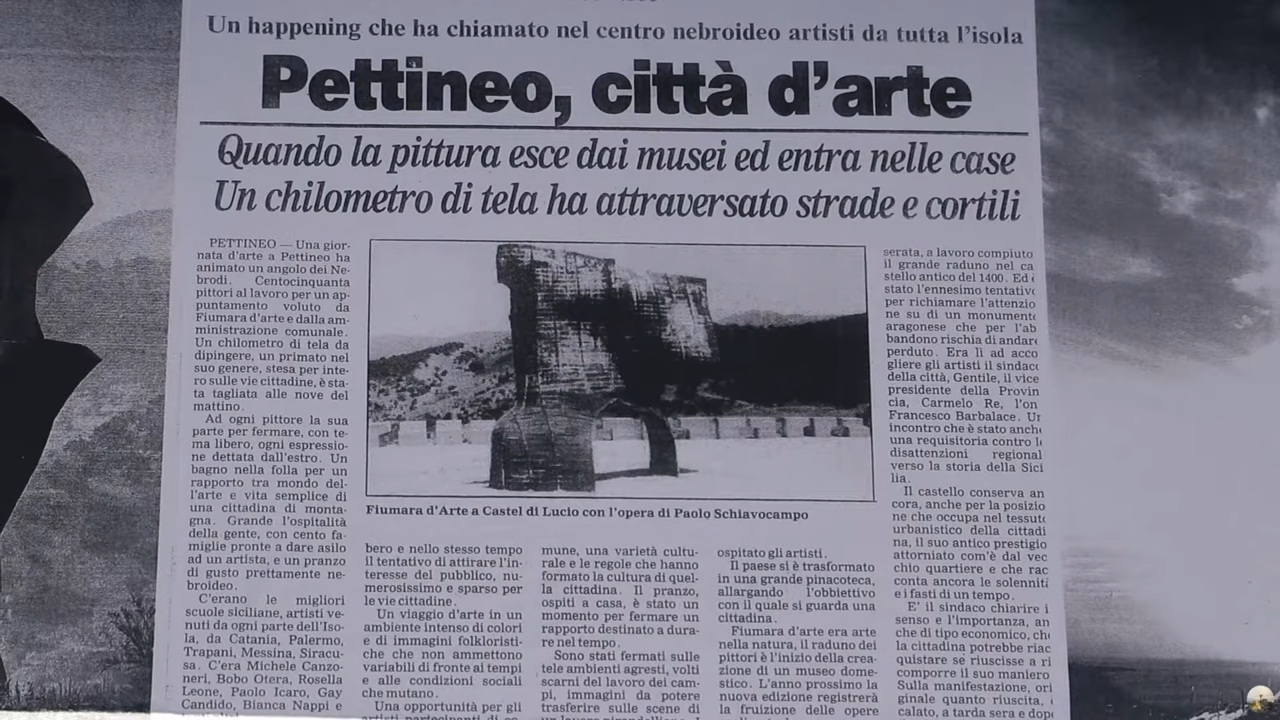 Un happening che ha chiamato nel centro nebroideo artisti da tutta l'isola
Pettineo, città d'arte
Quando la pittura esce dai musei ed entra nelle case
Un chilometro di tela ha attraversato strade e cortili
PETTINEO — Una gior-
nata d'arte a Pettineo ha
animato un angolo dei Ne-
brodi. Centocinquanta
pittori al lavoro per un ap-
puntamento voluto da
Fiumara d'arte e dalla am-
ministrazione comunale.
Un chilometro di tela da
dipingere, un primato nel
suo genere, stesa per inte-
ro sulle vie cittadine, è sta-
ta tagliata alle nove del
mattino.
Ad ogni pittore la sua
parte per fermare, con te-
ma libero, ogni espressio-
ne dettata dall'estro. Un
bagno nella folla per un
rapporto tra mondo del-
l'arte e vita semplice di
una cittadina di monta-
gna. Grande l'ospitalità
della gente, con cento fa-
miglie pronte a dare asilo
ad un artista, e un pranzo
di gusto prettamente ne-
broideo.
C'erano le migliori
scuole siciliane, artisti ve-
nuti da ogni parte dell'Iso-
la, da Catania, Palermo,
Trapani, Messina, Siracu-
sa. C'era Michele Canzo-
neri, Bobo Otera, Rosella
Leone, Paolo Icaro, Gay
Candido, Bianca Nappi e
Fiumara d'Arte a Castel di Lucio con l'opera di Paolo Schiavocampo
bero e nello stesso tempo
il tentativo di attirare l'in-
teresse del pubblico, nu-
merosissimo e sparso per
le vie cittadine.
Un viaggio d'arte in un
ambiente intenso di colori
e di immagini folkloristi-
che che non ammettono
variabili di fronte ai tempi
e alle condizioni sociali
che mutano.
Una opportunità per gli
artisti partecipanti di
mune, una varietà cultu-
rale e le regole che hanno
formato la cultura di quel-
la cittadina. Il pranzo,
ospiti a casa, è stato un
momento per fermare un
rapporto destinato a dura-
re nel tempo.
Sono stati fermati sulle
tele ambienti agresti, volti
scarni del lavoro dei cam-
pi, immagini da potere
trasferire sulle scene di
ospitato gli artisti.
Il paese si è trasformato
in una grande pinacoteca,
allargando l'obbiettivo
con il quale si guarda una
cittadina.
Fiumara d'arte era arte
nella natura, il raduno dei
pittori è l'inizio della crea-
zione di un museo dome-
stico. L'anno prossimo la
nuova edizione registrerà
la fruizione delle opere
serata, a lavoro compiuto
il grande raduno nel ca
stello antico del 1400. Ed
stato l'ennesimo tentativo
per richiamare l'attenzio
ne su di un monumento
aragonese che per l'ab
bandono rischia di andare
perduto. Era lì ad acco
gliere gli artisti il sindaco
della città, Gentile, il vice
presidente della Provin
cia, Carmelo Re, l'on
Francesco Barbalace. Un
incontro che è stato anche
una requisitoria contro le
disattenzioni regional
verso la storia della Sici
lia.
Il castello conserva an
cora, anche per la posizio
ne che occupa nel tessuto
urbanistico della cittadi
na, il suo antico prestigio
attorniato com'è dal vec
chio quartiere e che rac
conta ancora le solennità
e i fasti di un tempo.
E' il sindaco chiarire i
senso e l'importanza, an
che di tipo economico, che
la cittadina potrebbe riac
quistare se riuscisse a ri
comporre il suo maniero
Sulla manifestazione, ori
ginale quanto riuscita,
calato, a tarda sera e dopo